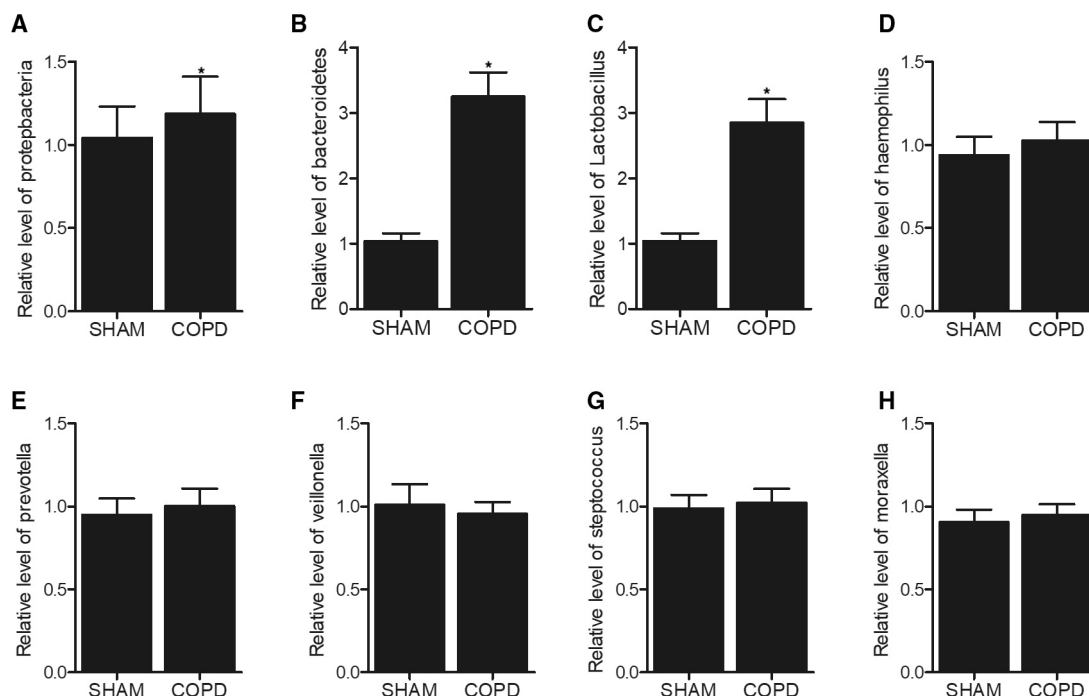 A
Relative level of protepbacteria
1.5
*
1.0
0.5
0.0
SHAM COPD
B
Relative level of bacteroidetes
4
*
3
2
1
0
SHAM COPD
C
Relative level of Lactobacillus
4
*
3
2
1
0
SHAM COPD
D
Relative level of haemophilus
1.5
1.0
0.5
0.0
SHAM COPD
E
Relative level of prevotella
1.5
1.0
0.5
0.0
SHAM COPD
F
Relative level of veillonella
1.5
1.0
0.5
0.0
SHAM COPD
G
Relative level of steptococcus
1.5
1.0
0.5
0.0
SHAM COPD
H
Relative level of moraxella
1.5
1.0
0.5
0.0
SHAM COPD